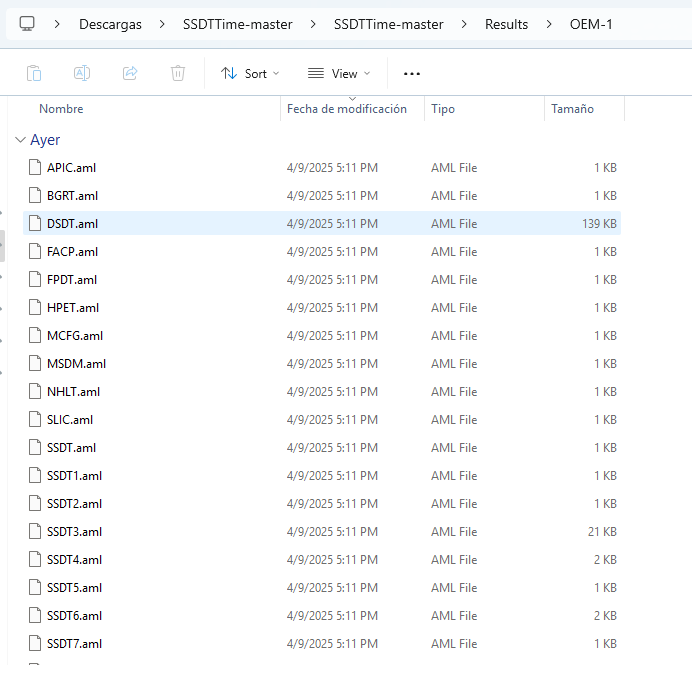 Descargas > SSDTTime-master > SSDTTime-master > Results > OEM-1
Sort View ...
Nombre Fecha de modificación Tipo Tamaño
Ayer
APIC.aml 4/9/2025 5:11 PM AML File 1 KB
BGRT.aml 4/9/2025 5:11 PM AML File 1 KB
DSDT.aml 4/9/2025 5:11 PM AML File 139 KB
FACP.aml 4/9/2025 5:11 PM AML File 1 KB
FPDT.aml 4/9/2025 5:11 PM AML File 1 KB
HPET.aml 4/9/2025 5:11 PM AML File 1 KB
MCFG.aml 4/9/2025 5:11 PM AML File 1 KB
MSDM.aml 4/9/2025 5:11 PM AML File 1 KB
NHLT.aml 4/9/2025 5:11 PM AML File 1 KB
SLIC.aml 4/9/2025 5:11 PM AML File 1 KB
SSDT.aml 4/9/2025 5:11 PM AML File 1 KB
SSDT1.aml 4/9/2025 5:11 PM AML File 1 KB
SSDT2.aml 4/9/2025 5:11 PM AML File 1 KB
SSDT3.aml 4/9/2025 5:11 PM AML File 21 KB
SSDT4.aml 4/9/2025 5:11 PM AML File 2 KB
SSDT5.aml 4/9/2025 5:11 PM AML File 1 KB
SSDT6.aml 4/9/2025 5:11 PM AML File 2 KB
SSDT7.aml 4/9/2025 5:11 PM AML File 1 KB